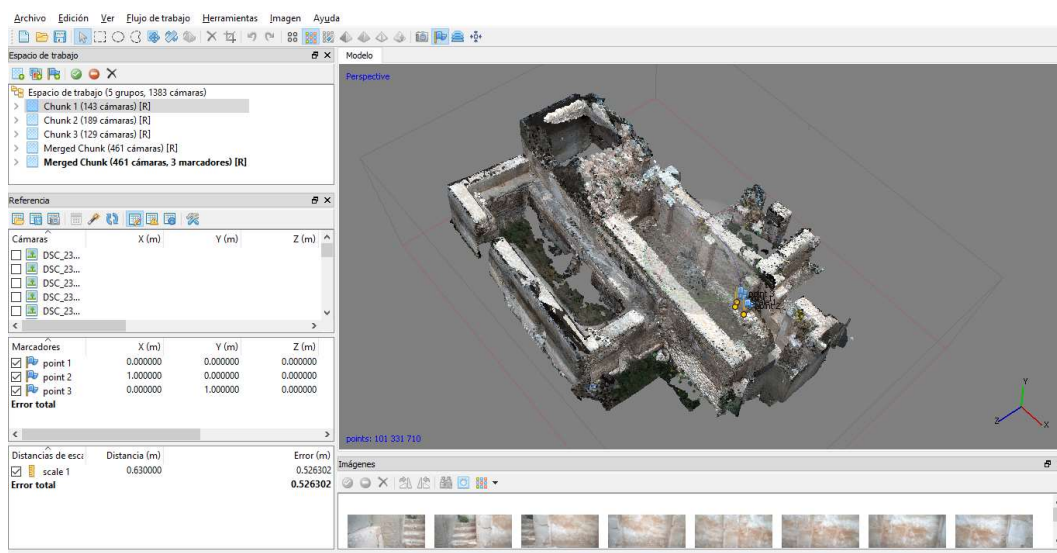 Archivo Edición Ver Flujo de trabajo Herramientas Imagen Ayuda
Espacio de trabajo
Espacio de trabajo (5 grupos, 1383 cámaras)
Chunk 1 (143 cámaras) [R]
Chunk 2 (189 cámaras) [R]
Chunk 3 (129 cámaras) [R]
Merged Chunk (461 cámaras) [R]
Merged Chunk (461 cámaras, 3 marcadores) [R]
Referencia
Cámaras X (m) Y (m) Z (m)
DSC_23...
DSC_23...
DSC_23...
DSC_23...
DSC_23...
Marcadores X (m) Y (m) Z (m)
point 1 0.000000 0.000000 0.000000
point 2 1.000000 0.000000 0.000000
point 3 0.000000 1.000000 0.000000
Error total
Distancias de esca Distancia (m) Error (m)
scale 1 0.630000 0.526302
Error total 0.526302
Modelo
Perspective
points: 101 331 710
Y
Z
X
Imágenes